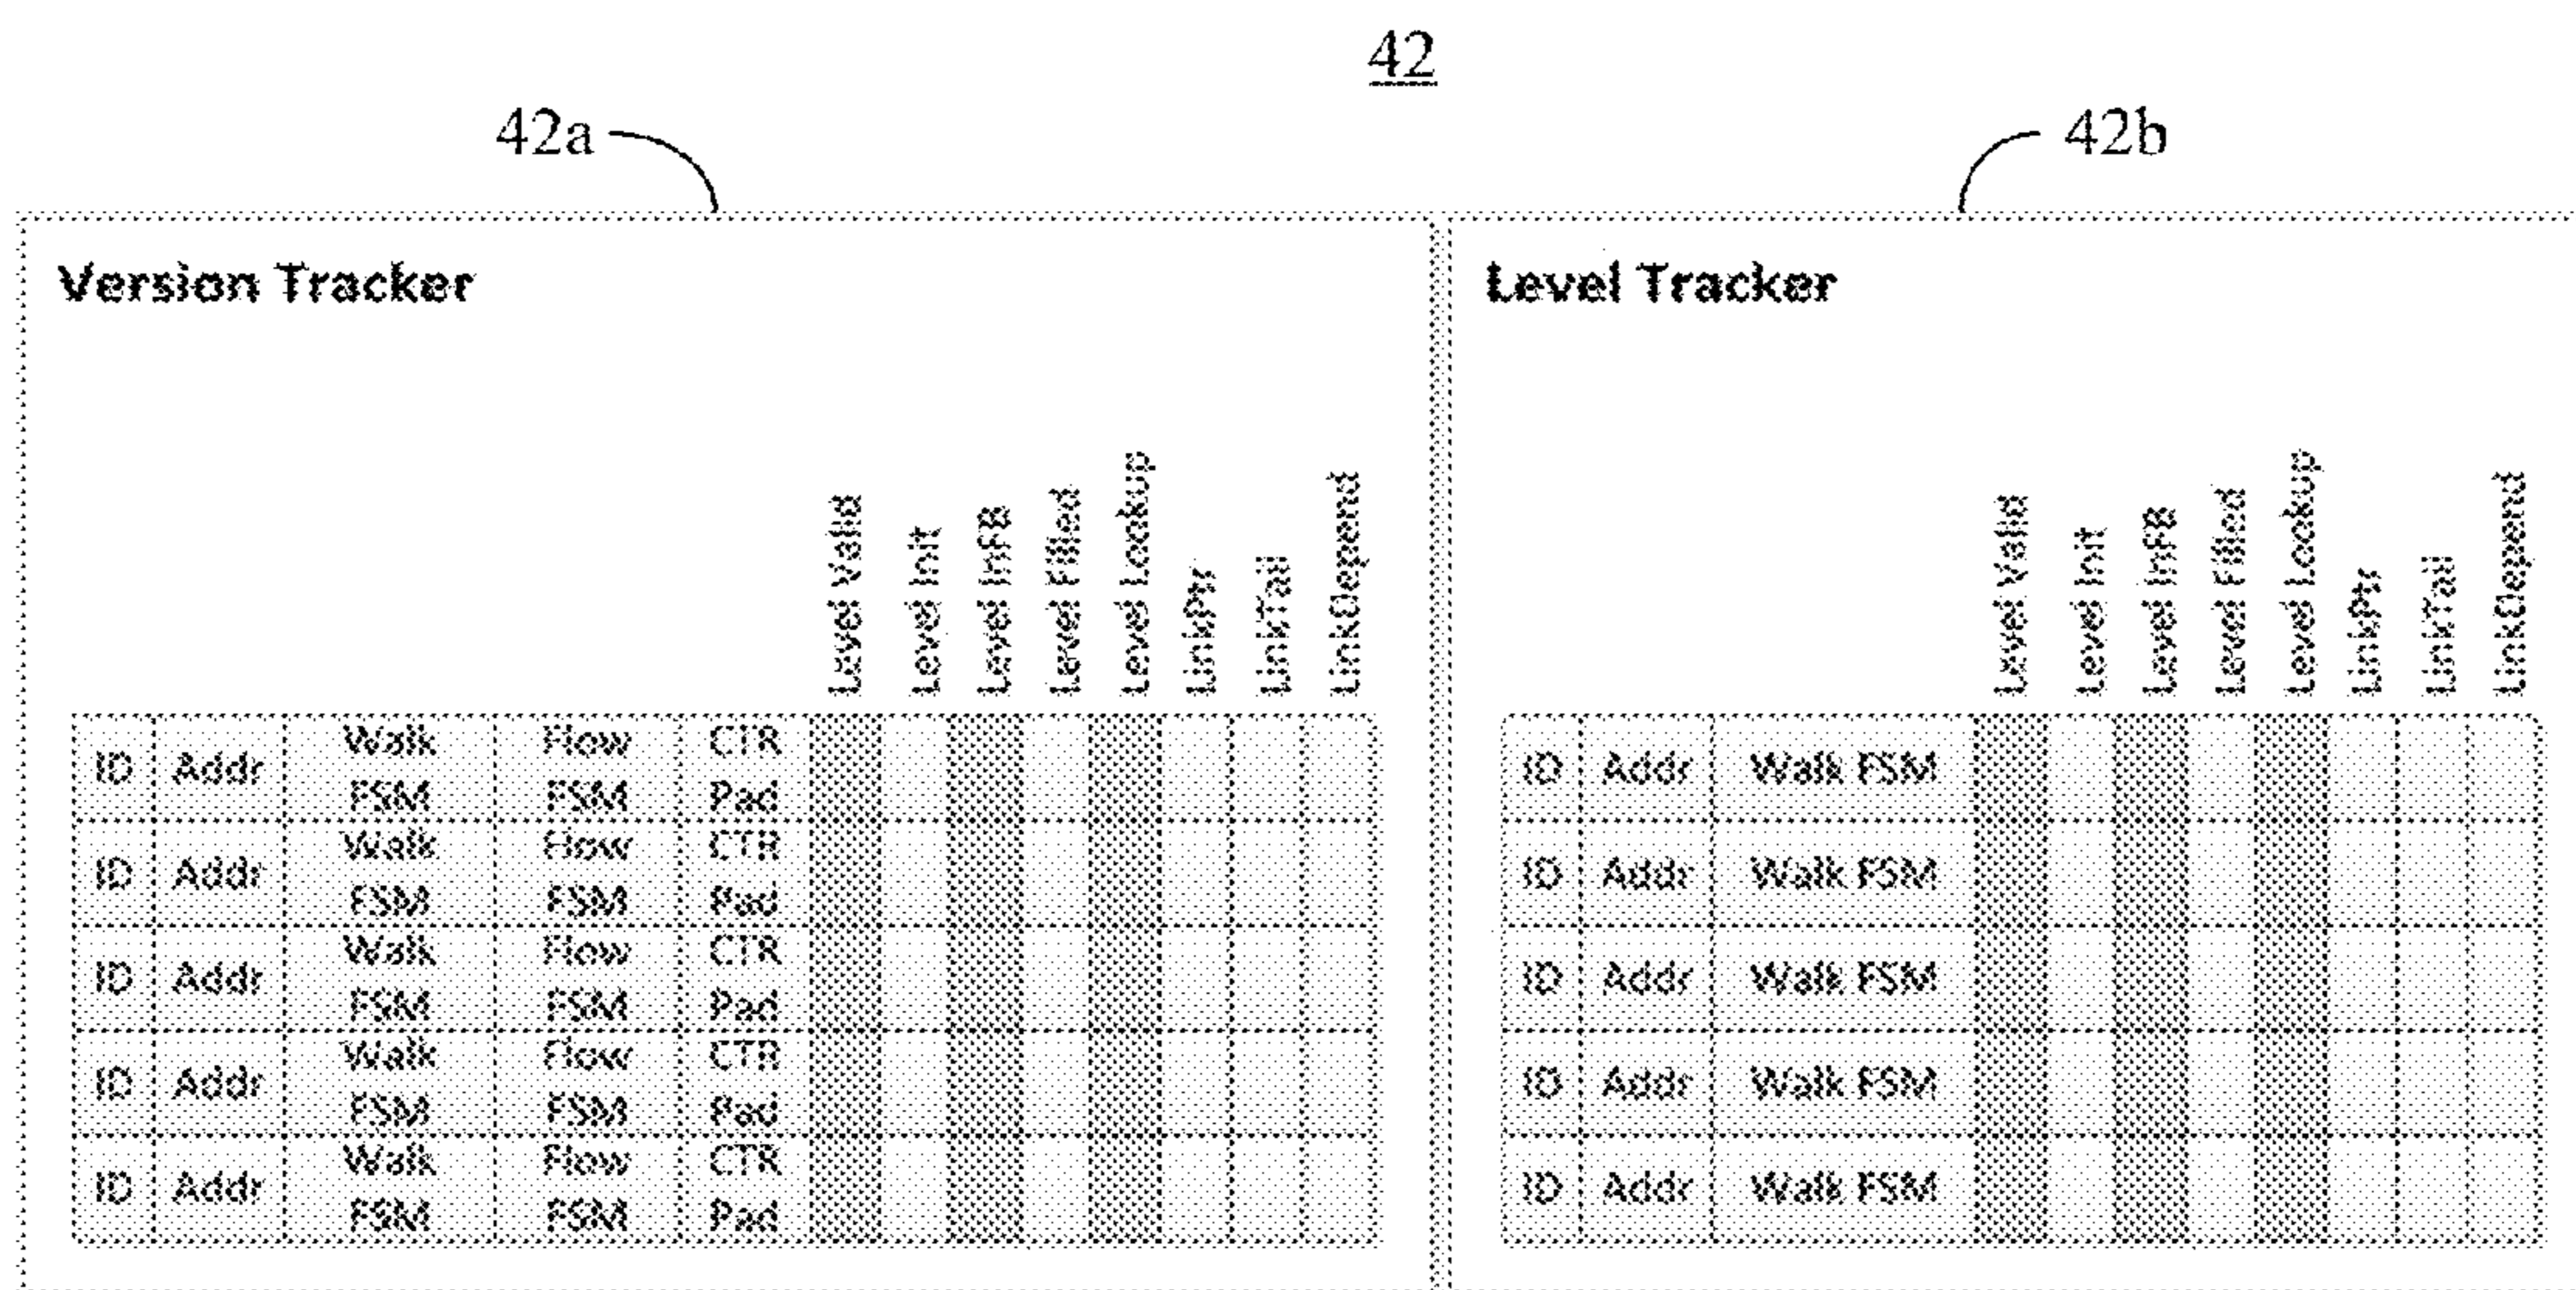 42
42a
42b
Version Tracker
Level Valid
Level Init
Level InFB
Level Filled
Level Lookup
LinkPtr
LinkTail
LinkDepend
ID Addr Walk FSM Flow FSM CTR Pad
ID Addr Walk FSM Flow FSM CTR Pad
ID Addr Walk FSM Flow FSM CTR Pad
ID Addr Walk FSM Flow FSM CTR Pad
ID Addr Walk FSM Flow FSM CTR Pad
Level Tracker
Level Valid
Level Init
Level InFB
Level Filled
Level Lookup
LinkPtr
LinkTail
LinkDepend
ID Addr Walk FSM
ID Addr Walk FSM
ID Addr Walk FSM
ID Addr Walk FSM
ID Addr Walk FSM